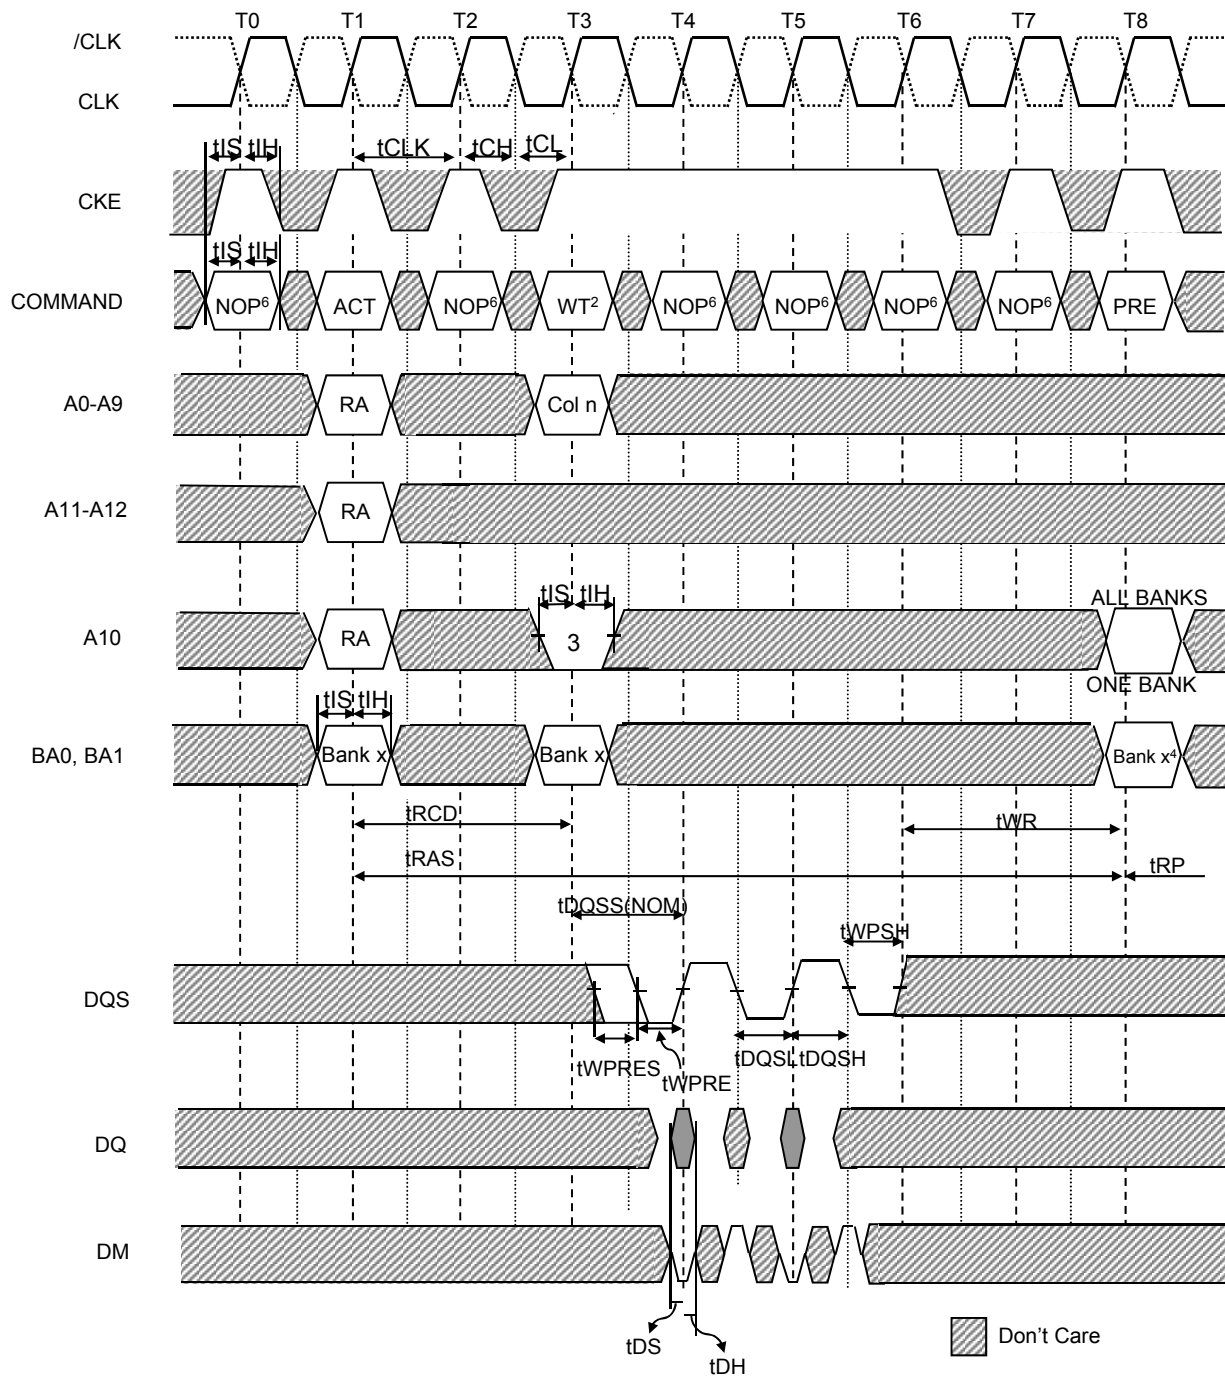 T0 T1 T2 T3 T4 T5 T6 T7 T8
/CLK
CLK
tIS tIH tCLK tCH tCL
CKE
tIS tIH
COMMAND NOP6 ACT NOP6 WT2 NOP6 NOP6 NOP6 NOP6 PRE
A0-A9 RA Col n
A11-A12 RA
tIS tIH ALL BANKS
A10 RA 3
ONE BANK
tIS tIH
BA0, BA1 Bank x Bank x Bank x4
tRCD tWR
tRAS tRP
tDQSS(NOM)
tWPSH
DQS
tWPRES tWPRE tDQSL tDQSH
DQ
DM
tDS tDH
Don't Care